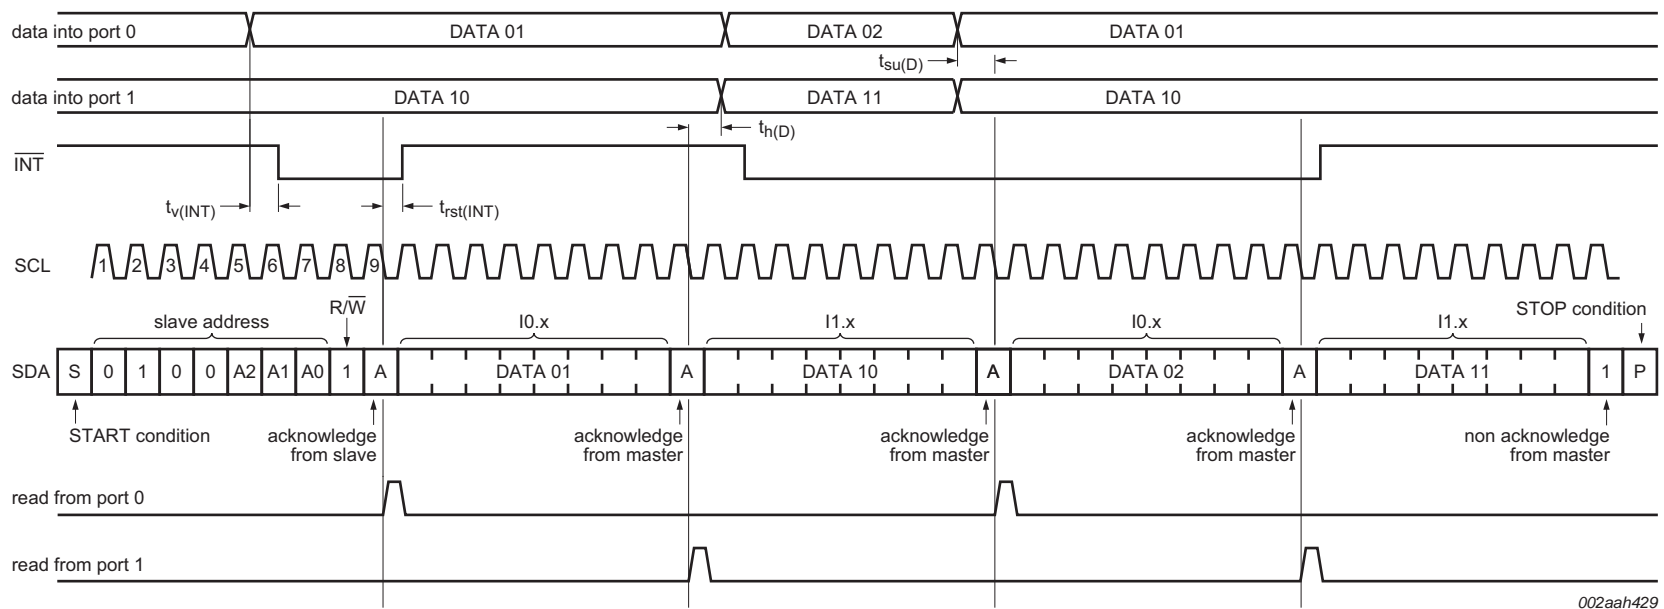 data into port 0
DATA 01
DATA 02
DATA 01
tsu(D)
data into port 1
DATA 10
DATA 11
DATA 10
th(D)
INT
tv(INT)
trst(INT)
SCL
1 2 3 4 5 6 7 8 9
R/W
STOP condition
slave address
I0.x
I1.x
I0.x
I1.x
SDA
S 0 1 0 0 A2 A1 A0 1 A DATA 01 A DATA 10 A DATA 02 A DATA 11 1 P
START condition
acknowledge
from slave
acknowledge
from master
acknowledge
from master
acknowledge
from master
non acknowledge
from master
read from port 0
read from port 1
002aah429